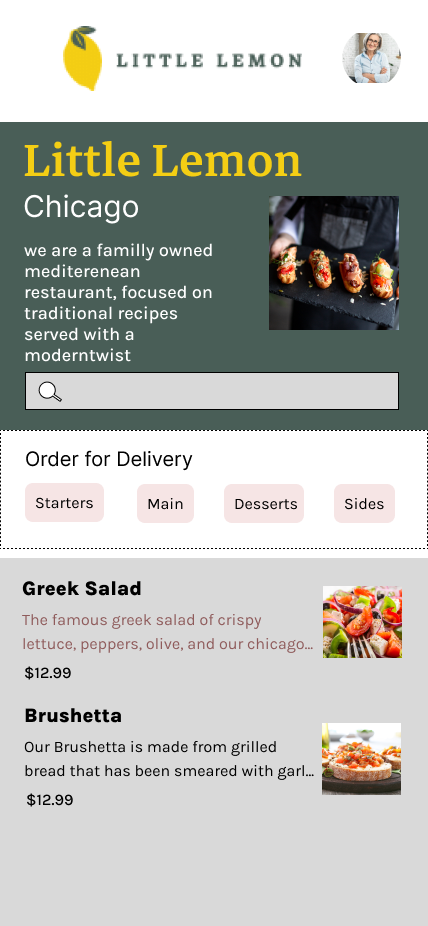 LITTLE LEMON
Little Lemon
Chicago
we are a familly owned
mediterenean
restaurant, focused on
traditional recipes
served with a
moderntwist
Order for Delivery
Starters Main Desserts Sides
Greek Salad
The famous greek salad of crispy
lettuce, peppers, olive, and our chicago...
$12.99
Brushetta
Our Brushetta is made from grilled
bread that has been smeared with garl...
$12.99